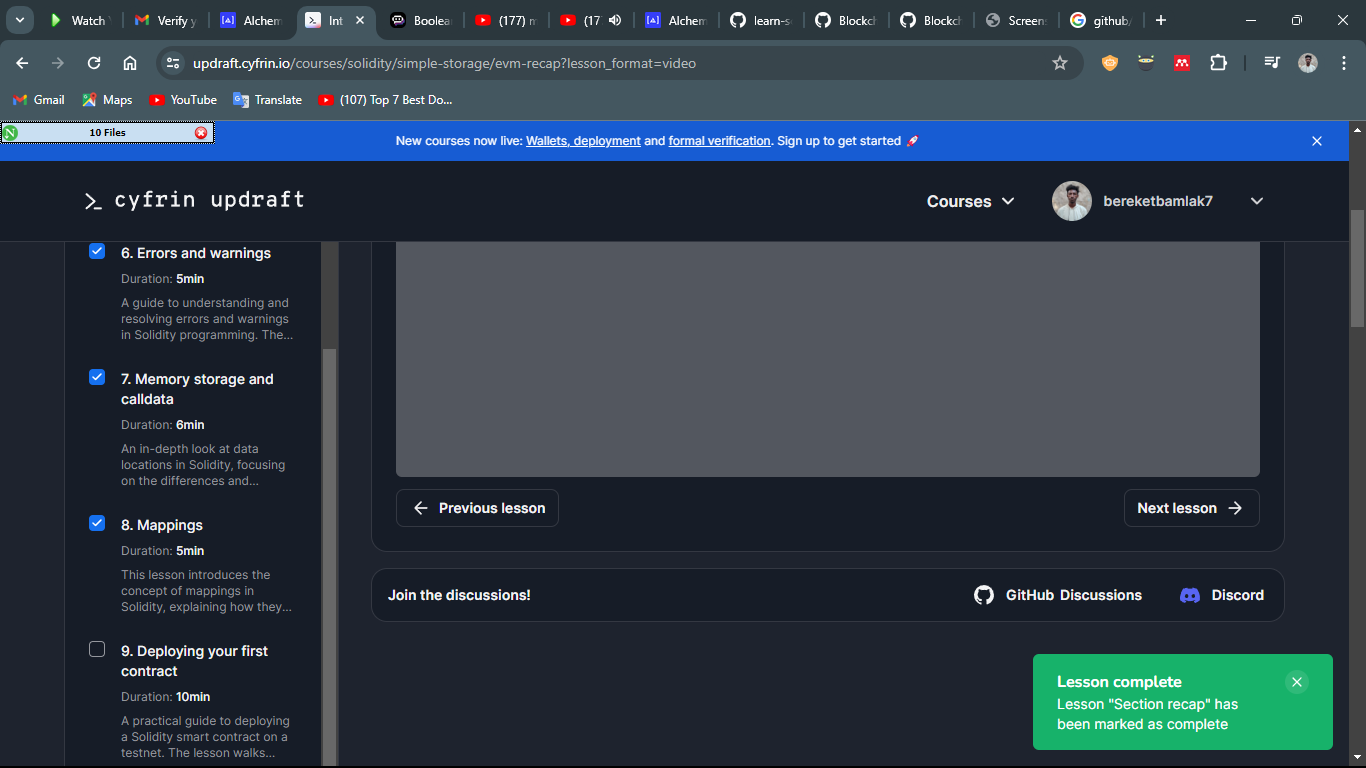 Watch
Verify y
Alchem
Int
Boolea
(177) m
(17
Alchem
learn-s
Blockc
Blockc
Screen
github/
updraft.cyfrin.io/courses/solidity/simple-storage/evm-recap?lesson_format=video
Gmail
Maps
YouTube
Translate
(107) Top 7 Best Do...
10 Files
New courses now live: Wallets, deployment and formal verification. Sign up to get started 🚀
>_ cyfrin updraft
Courses
bereketbamlak7
6. Errors and warnings
Duration: 5min
A guide to understanding and
resolving errors and warnings
in Solidity programming. The...
7. Memory storage and
calldata
Duration: 6min
An in-depth look at data
locations in Solidity, focusing
on the differences and...
8. Mappings
Duration: 5min
This lesson introduces the
concept of mappings in
Solidity, explaining how they...
9. Deploying your first
contract
Duration: 10min
A practical guide to deploying
a Solidity smart contract on a
testnet. The lesson walks...
Previous lesson
Next lesson
Join the discussions!
GitHub Discussions
Discord
Lesson complete
Lesson "Section recap" has
been marked as complete